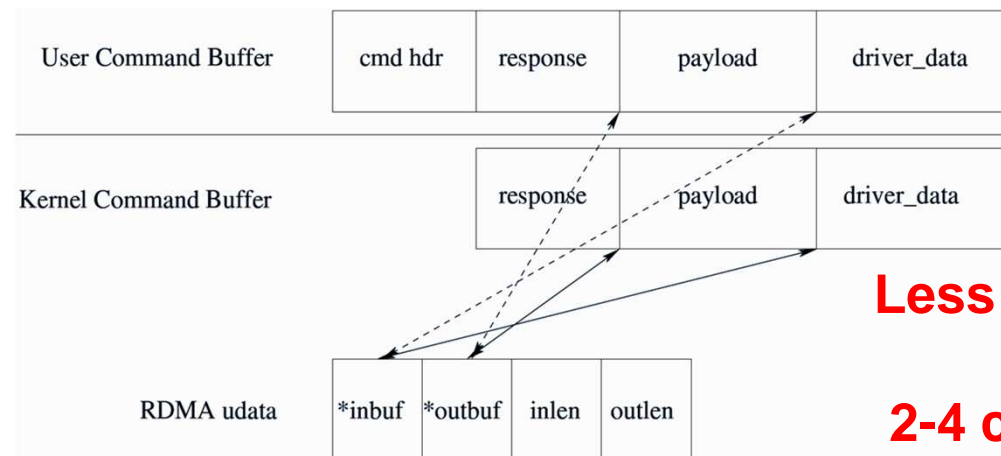 User Command Buffer cmd hdr response payload driver_data
Kernel Command Buffer response payload driver_data
Less
RDMA udata *inbuf *outbuf inlen outlen
2-4